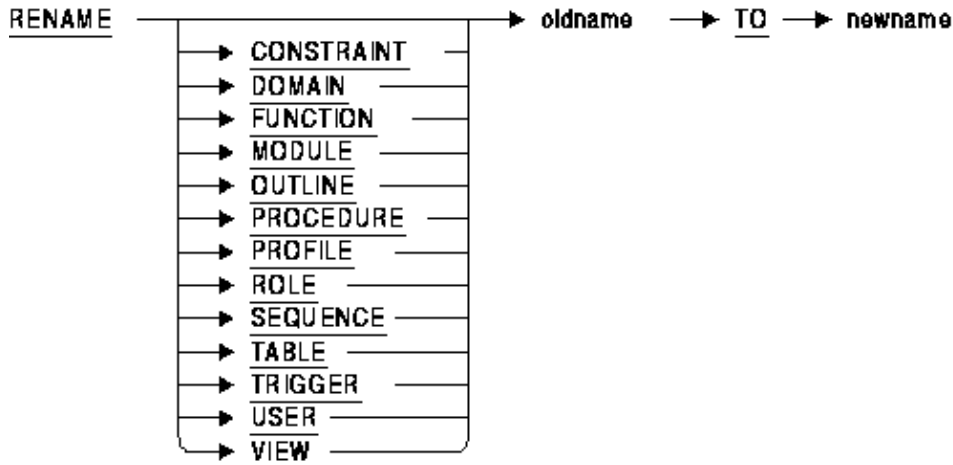 RENAME oldname TO newname
CONSTRAINT
DOMAIN
FUNCTION
MODULE
OUTLINE
PROCEDURE
PROFILE
ROLE
SEQUENCE
TABLE
TRIGGER
USER
VIEW